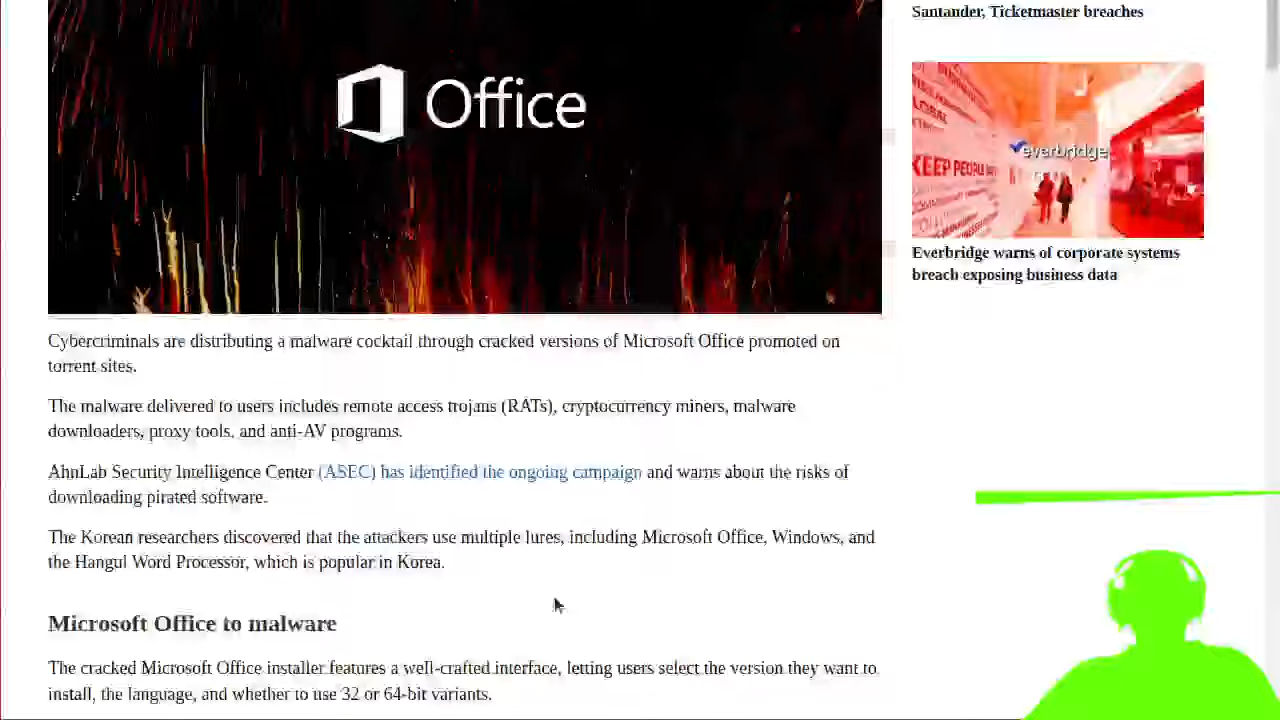 Office
Cybercriminals are distributing a malware cocktail through cracked versions of Microsoft Office promoted on
torrent sites.
The malware delivered to users includes remote access trojans (RATs), cryptocurrency miners, malware
downloaders, proxy tools, and anti-AV programs.
AhnLab Security Intelligence Center (ASEC) has identified the ongoing campaign and warns about the risks of
downloading pirated software.
The Korean researchers discovered that the attackers use multiple lures, including Microsoft Office, Windows, and
the Hangul Word Processor, which is popular in Korea.
Microsoft Office to malware
The cracked Microsoft Office installer features a well-crafted interface, letting users select the version they want to
install, the language, and whether to use 32 or 64-bit variants.
Santander, Ticketmaster breaches
everbridge
KEEP PEOPLE
Everbridge warns of corporate systems
breach exposing business data